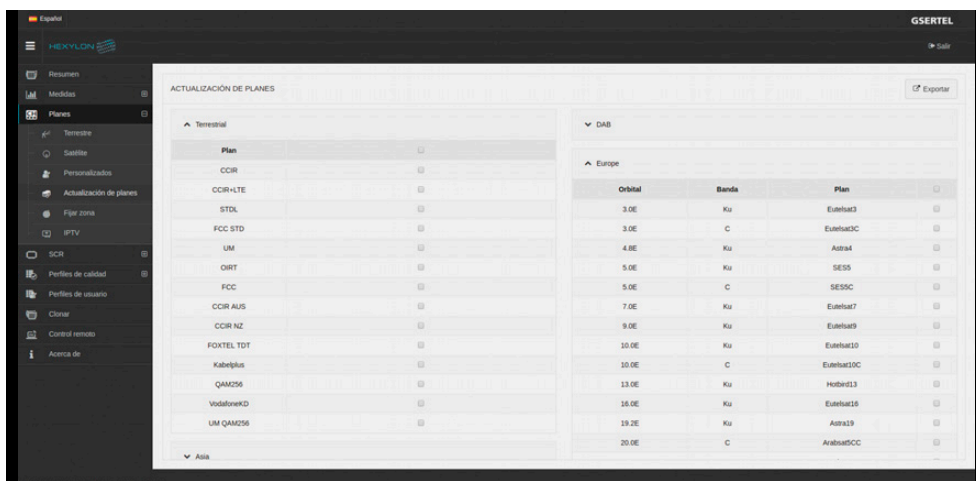 Español
GSERTEL
HEXYLON
Salir
Resumen
Medidas
Planes
Terrestre
Satélite
Personalizados
Actualización de planes
Fijar zona
IPTV
SCR
Perfiles de calidad
Perfiles de usuario
Clonar
Control remoto
Acerca de
ACTUALIZACIÓN DE PLANES
Exportar
Terrestrial
Plan
CCIR
CCIR+LTE
STDL
FCC STD
UM
OIRT
FCC
CCIR AUS
CCIR NZ
FOXTEL TDT
Kabelplus
QAM256
VodafoneKD
UM QAM256
Asia
DAB
Europe
Orbital Banda Plan
3.0E Ku Eutelsat3
3.0E C Eutelsat3C
4.8E Ku Astra4
5.0E Ku SES5
5.0E C SES5C
7.0E Ku Eutelsat7
9.0E Ku Eutelsat9
10.0E Ku Eutelsat10
10.0E C Eutelsat10C
13.0E Ku Hotbird13
16.0E Ku Eutelsat16
19.2E Ku Astra19
20.0E C Arabsat5CC